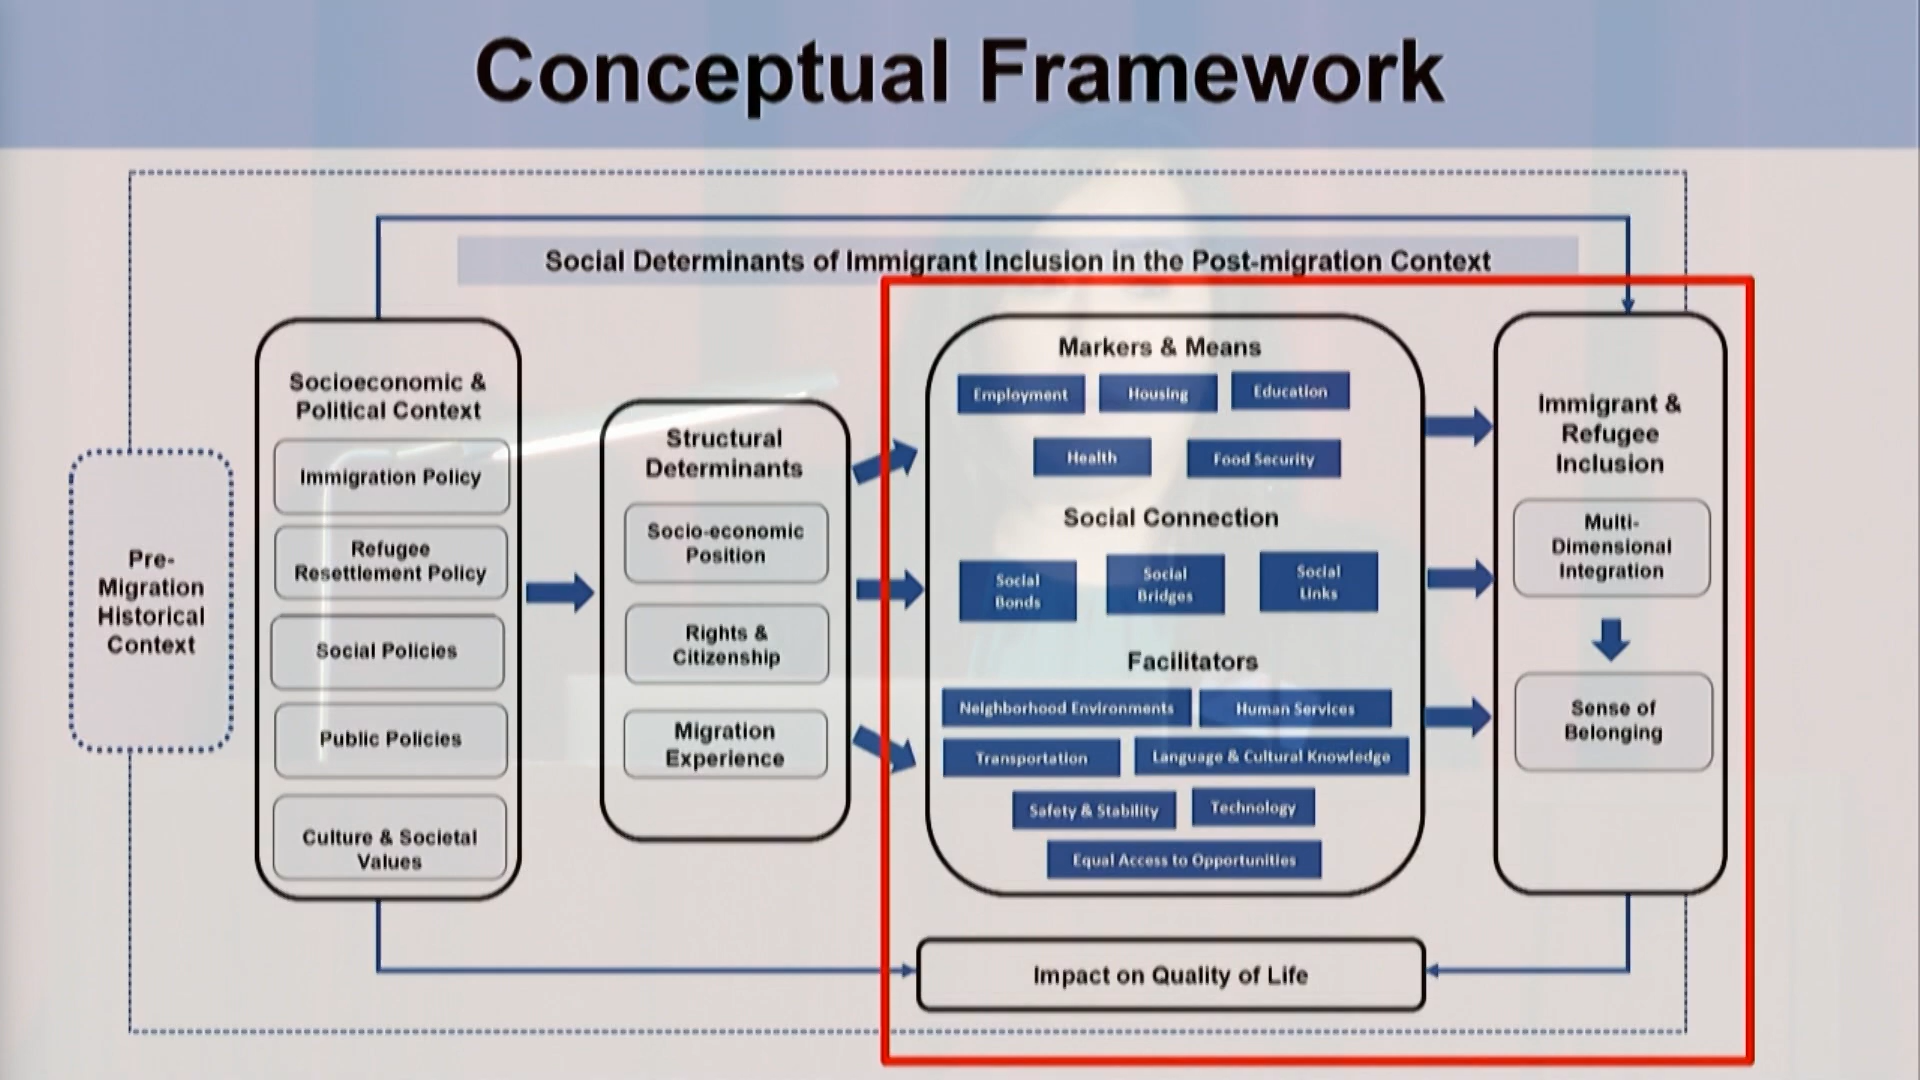 Conceptual Framework
Social Determinants of Immigrant Inclusion in the Post-migration Context
Pre-
Migration
Historical
Context
Socioeconomic &
Political Context
Immigration Policy
Refugee
Resettlement Policy
Social Policies
Public Policies
Culture & Societal
Values
Structural
Determinants
Socio-economic
Position
Rights &
Citizenship
Migration
Experience
Markers & Means
Employment
Housing
Education
Health
Food Security
Social Connection
Social
Bonds
Social
Bridges
Social
Links
Facilitators
Neighborhood Environments
Human Services
Transportation
Language & Cultural Knowledge
Safety & Stability
Technology
Equal Access to Opportunities
Immigrant &
Refugee
Inclusion
Multi-
Dimensional
Integration
Sense of
Belonging
Impact on Quality of Life